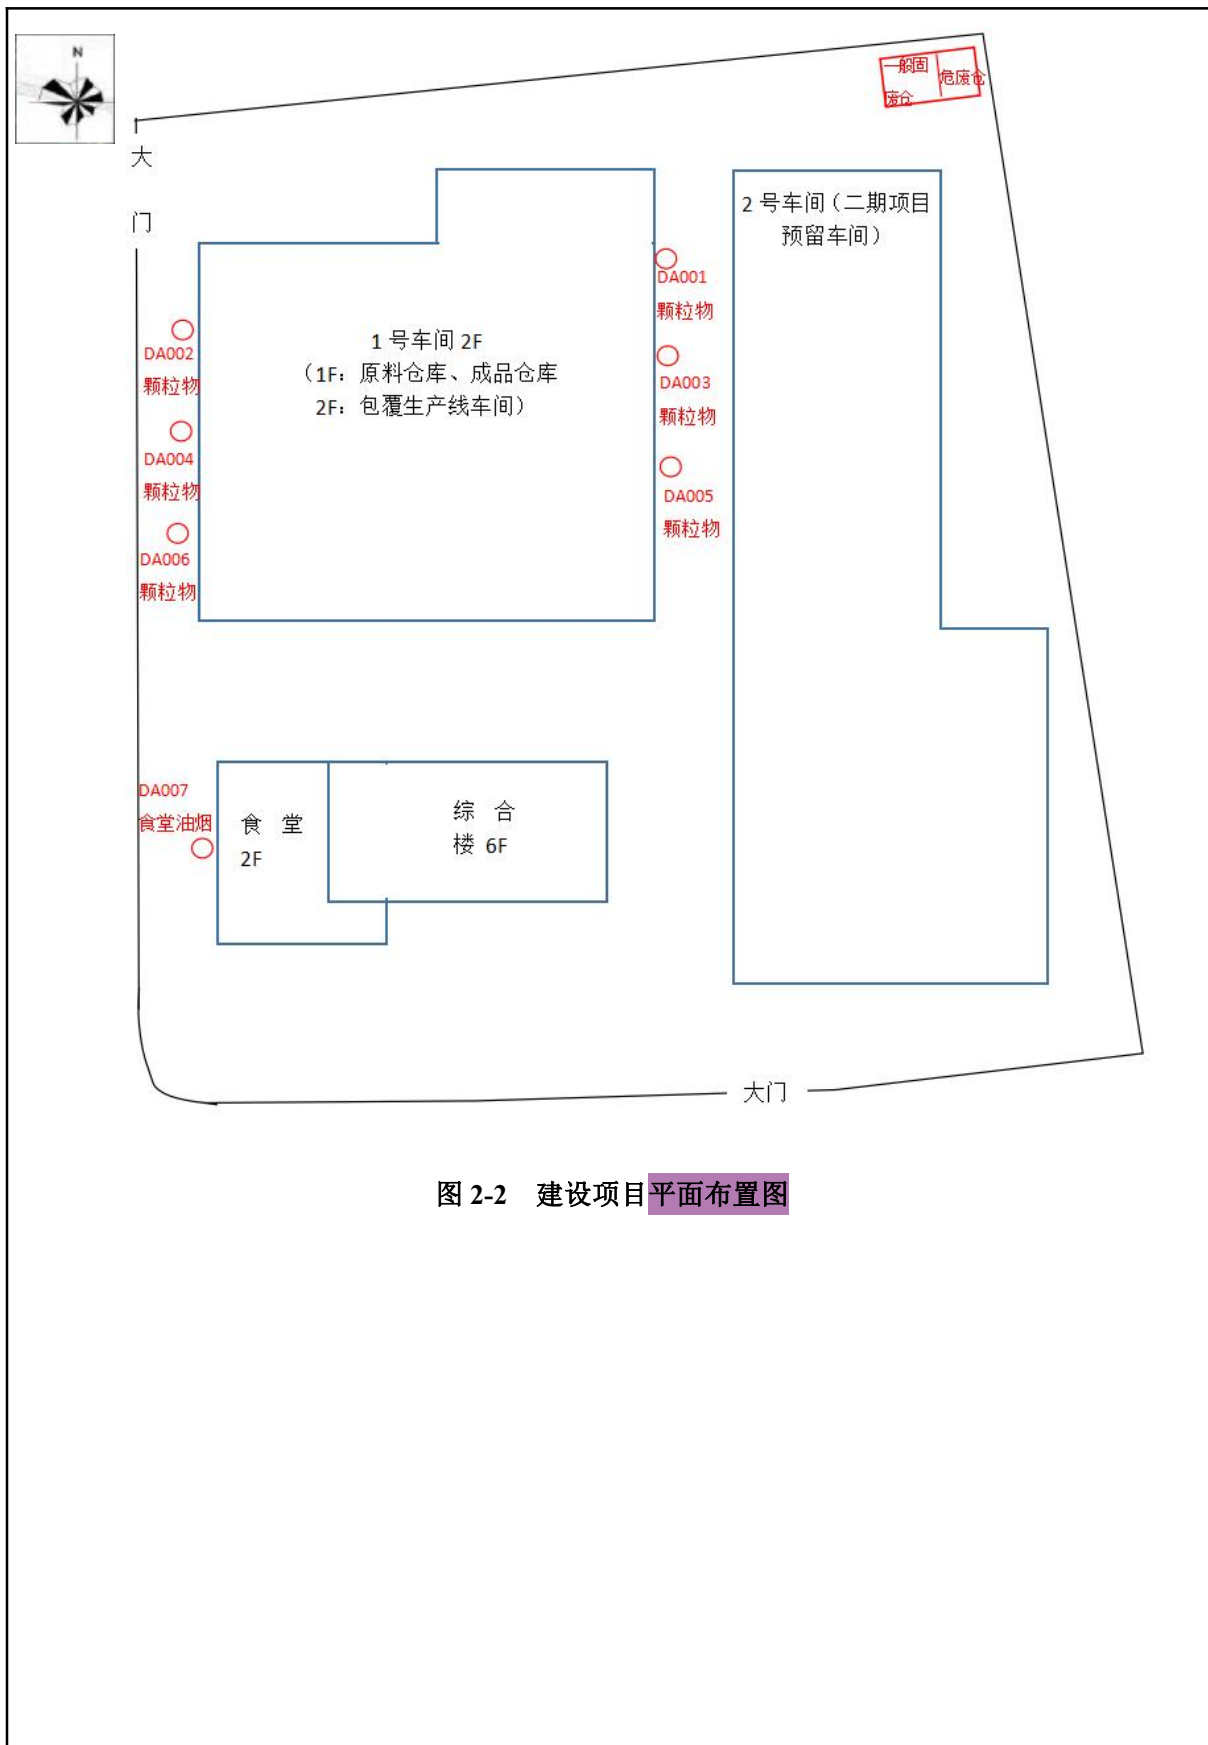 N
一般固
废仓
危废仓
大
门
2 号车间（二期项目
预留车间）
DA001
颗粒物
DA002
颗粒物
1 号车间 2F
（1F：原料仓库、成品仓库
2F：包覆生产线车间）
DA003
颗粒物
DA004
颗粒物
DA005
颗粒物
DA006
颗粒物
DA007
食堂油烟
食 堂
2F
综 合
楼 6F
大门
图 2-2 建设项目平面布置图